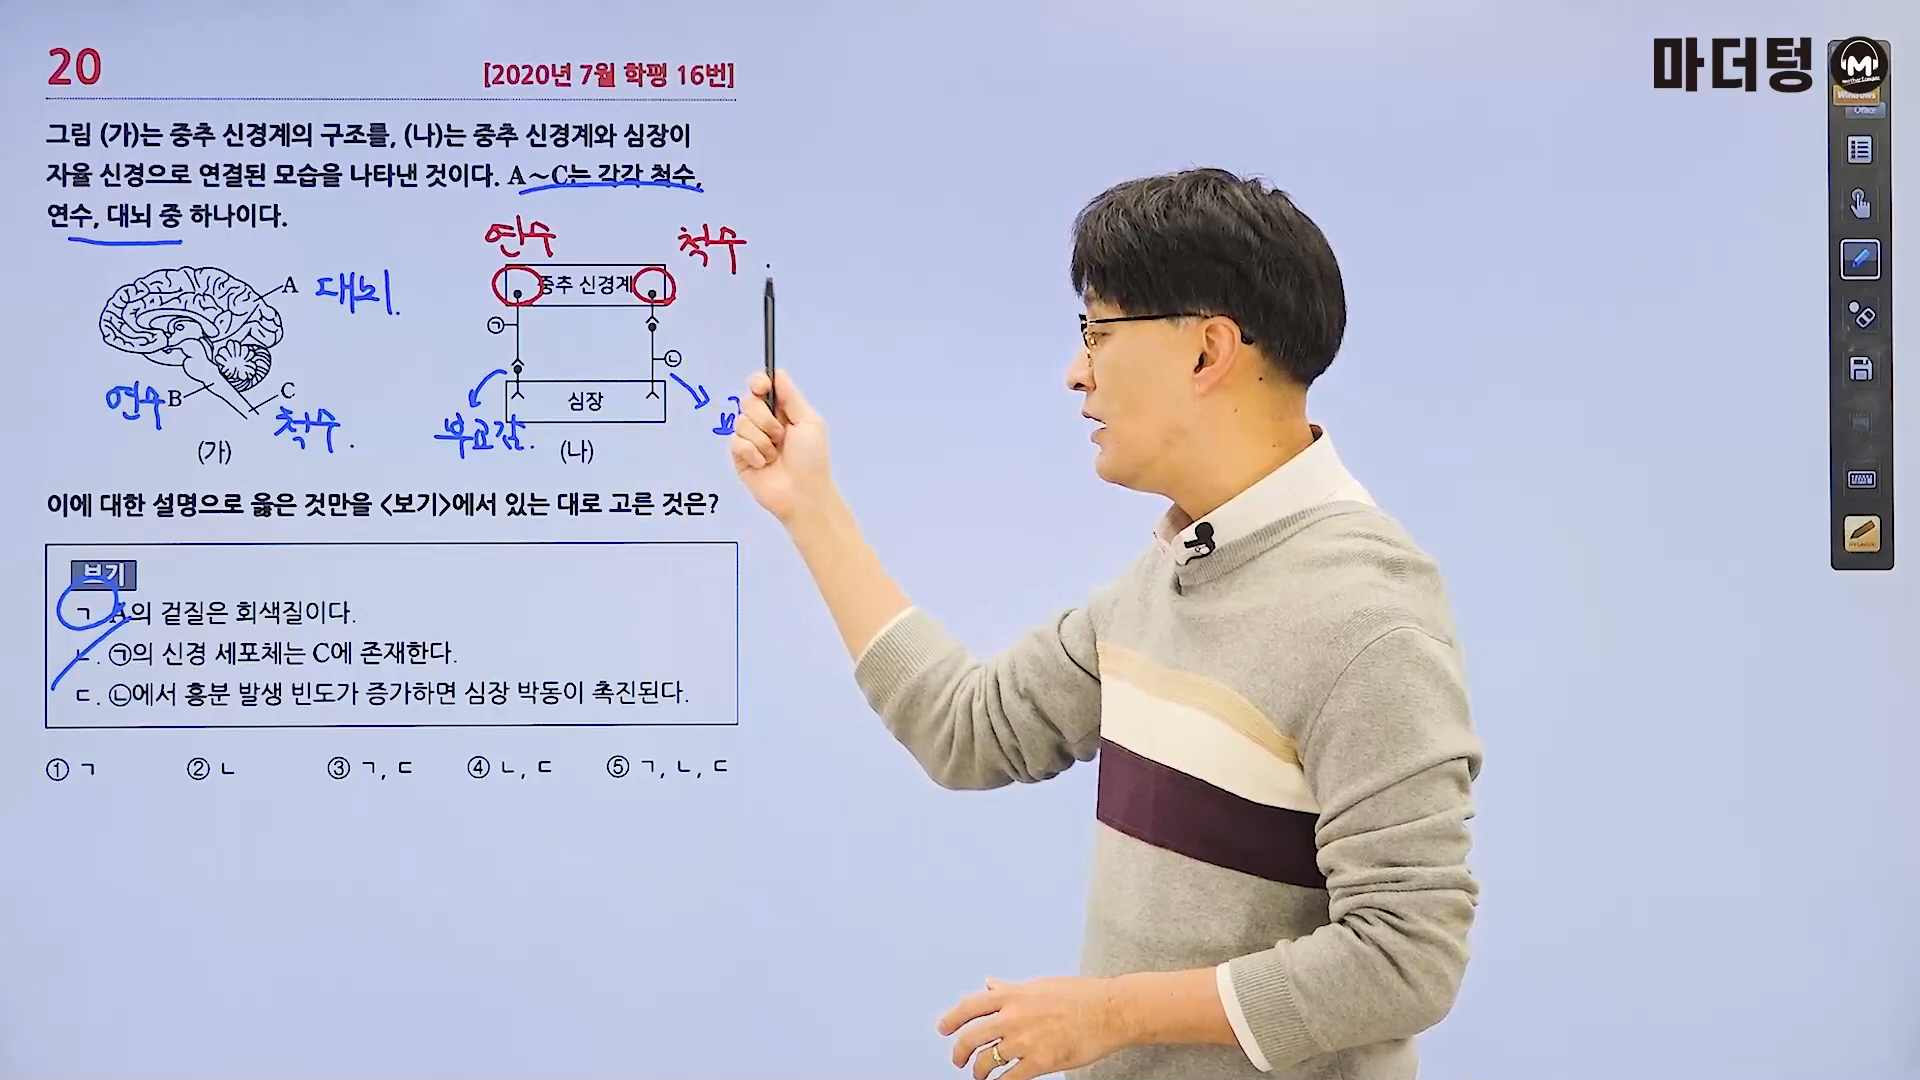 마더텅
20
[2020년 7월 학평 16번]
그림 (가)는 중추 신경계의 구조를, (나)는 중추 신경계와 심장이
자율 신경으로 연결된 모습을 나타낸 것이다. A~C는 각각 척수,
연수, 대뇌 중 하나이다.
연수 척수
A 대뇌.
중추 신경계
㉠
㉡
연수 B
C 척수.
심장
부교감.
(가) (나)
이에 대한 설명으로 옳은 것만을 <보기>에서 있는 대로 고른 것은?
보기
ㄱ. A의 겉질은 회색질이다.
ㄴ. ㉠의 신경 세포체는 C에 존재한다.
ㄷ. ㉡에서 흥분 발생 빈도가 증가하면 심장 박동이 촉진된다.
① ㄱ ② ㄴ ③ ㄱ, ㄷ ④ ㄴ, ㄷ ⑤ ㄱ, ㄴ, ㄷ